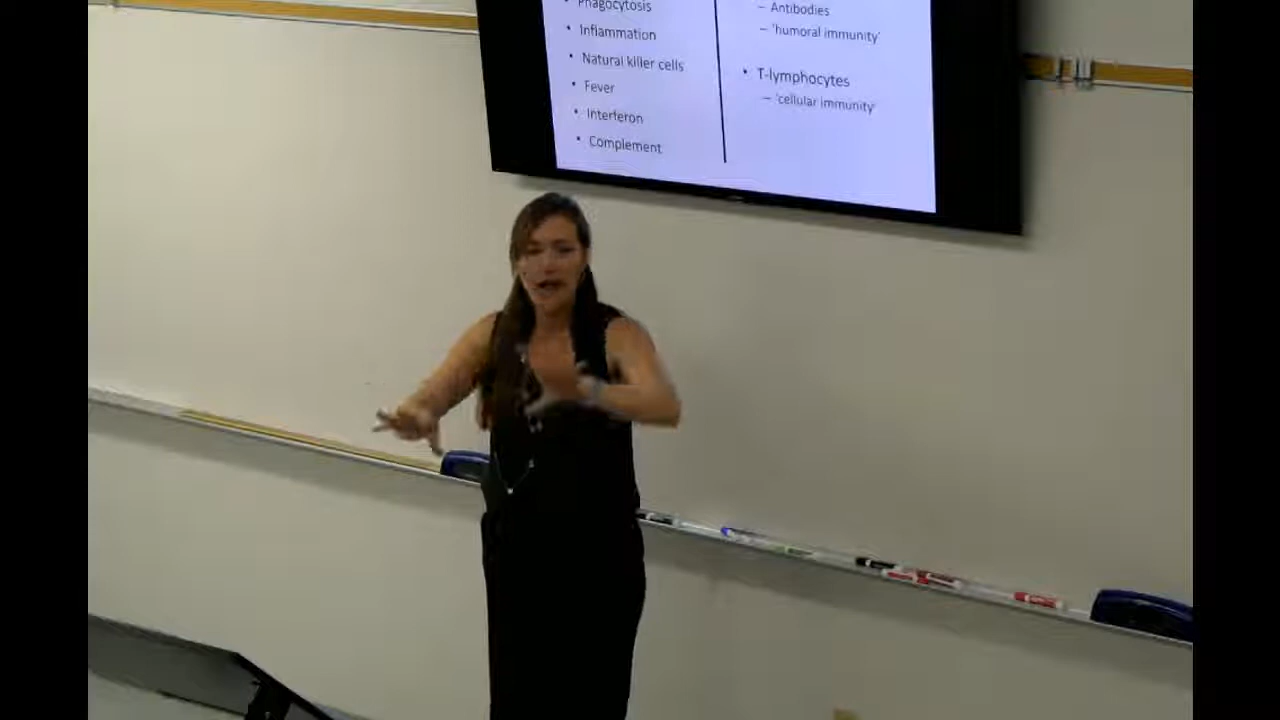 • Phagocytosis
• Inflammation
• Natural killer cells
• Fever
• Interferon
• Complement
– Antibodies
– 'humoral immunity'
• T-lymphocytes
– 'cellular immunity'